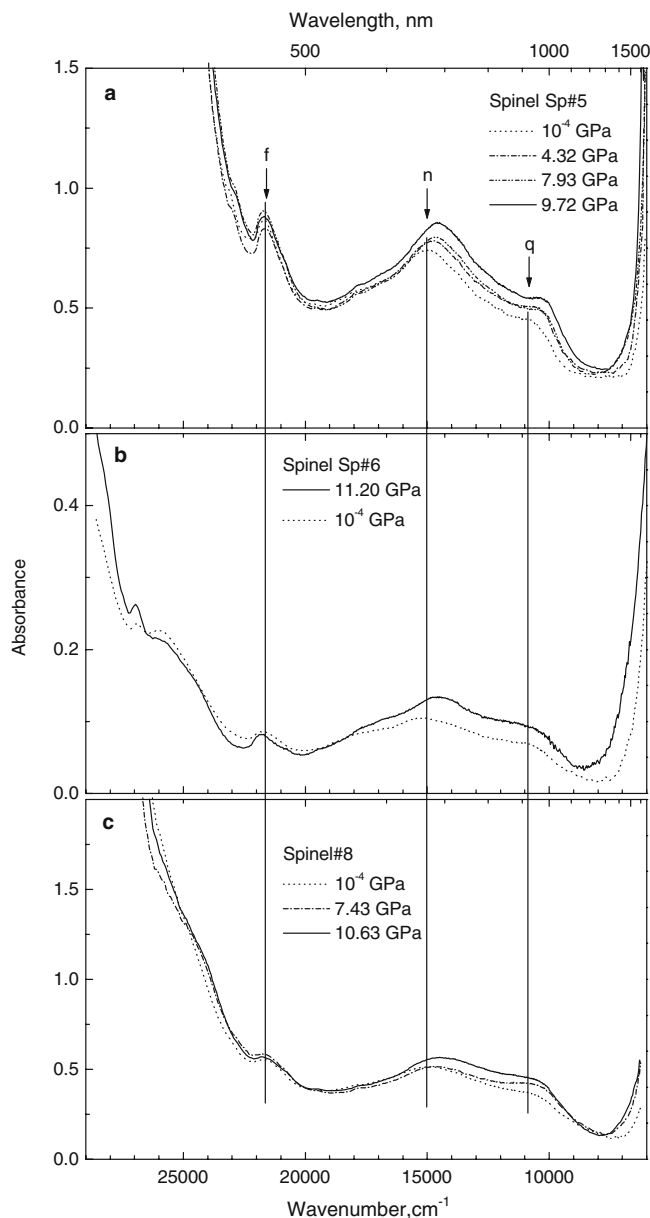 Wavelength, nm
500 1000 1500
1.5
a
Spinel Sp#5
10⁻⁴ GPa
4.32 GPa
7.93 GPa
9.72 GPa
f
n
q
1.0
0.5
0.0
b
Spinel Sp#6
11.20 GPa
10⁻⁴ GPa
0.4
0.2
0.0
Absorbance
c
Spinel#8
10⁻⁴ GPa
7.43 GPa
10.63 GPa
1.5
1.0
0.5
0.0
25000 20000 15000 10000
Wavenumber,cm⁻¹